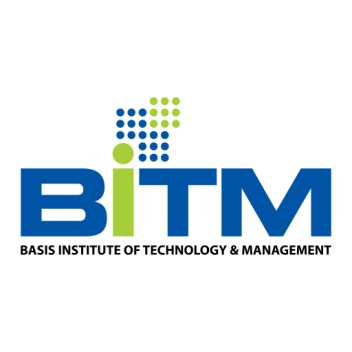 BiTM
BASIS INSTITUTE OF TECHNOLOGY & MANAGEMENT